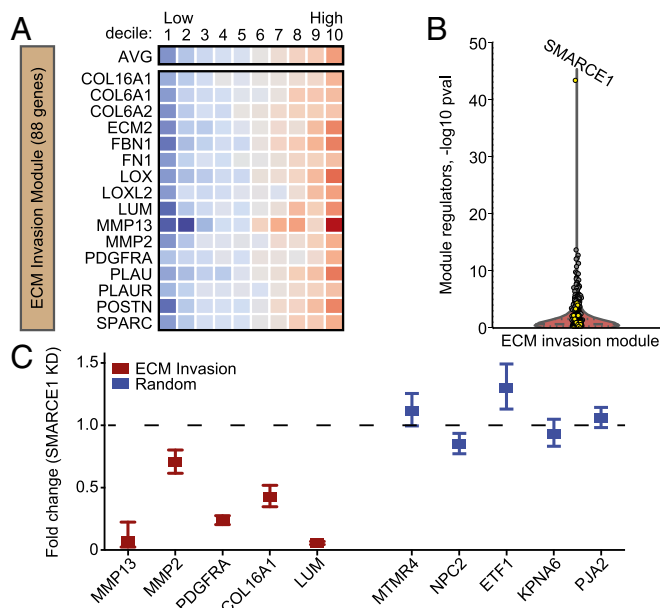 A
Low High
decile: 1 2 3 4 5 6 7 8 9 10
AVG
ECM Invasion Module (88 genes)
COL16A1
COL6A1
COL6A2
ECM2
FBN1
FN1
LOX
LOXL2
LUM
MMP13
MMP2
PDGFRA
PLAU
PLAUR
POSTN
SPARC
B
Module regulators, -log10 pval
50
40
30
20
10
0
SMARCE1
ECM invasion module
C
Fold change (SMARCE1 KD)
1.5
1.0
0.5
0
ECM Invasion
Random
MMP13
MMP2
PDGFRA
COL16A1
LUM
MTMR4
NPC2
ETF1
KPNA6
PJA2